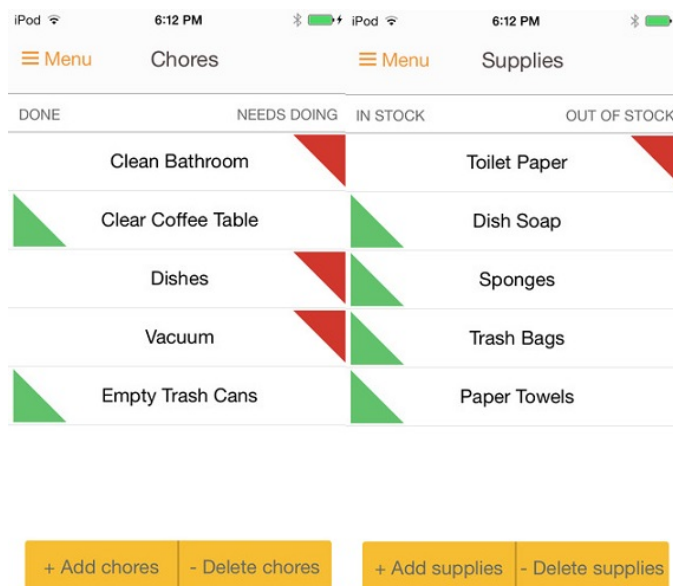 iPod 6:12 PM
Menu Chores
DONE NEEDS DOING
Clean Bathroom
Clear Coffee Table
Dishes
Vacuum
Empty Trash Cans
+ Add chores - Delete chores
iPod 6:12 PM
Menu Supplies
IN STOCK OUT OF STOCK
Toilet Paper
Dish Soap
Sponges
Trash Bags
Paper Towels
+ Add supplies - Delete supplies